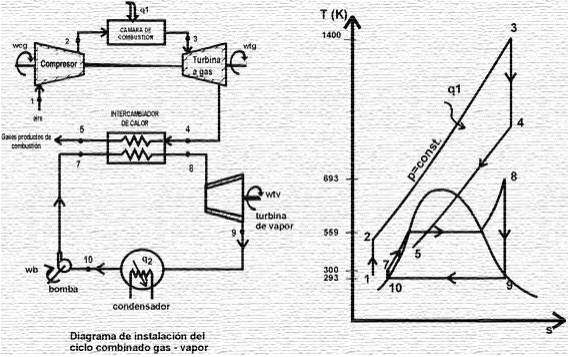 q1
CAMARA DE
COMBUSTIÓN
2
3
wcg
Compresor
Turbina
a gas
wtg
1
aire
INTERCAMBIADOR
DE CALOR
Gases productos de
combustión
5
4
7
8
wtv
turbina
de vapor
9
10
q2
wb
bomba
condensador
Diagrama de instalación del
ciclo combinado gas - vapor
T (K)
1400
3
q1
4
p=const.
693
8
559
2
5
7
300
293
1
10
9
s